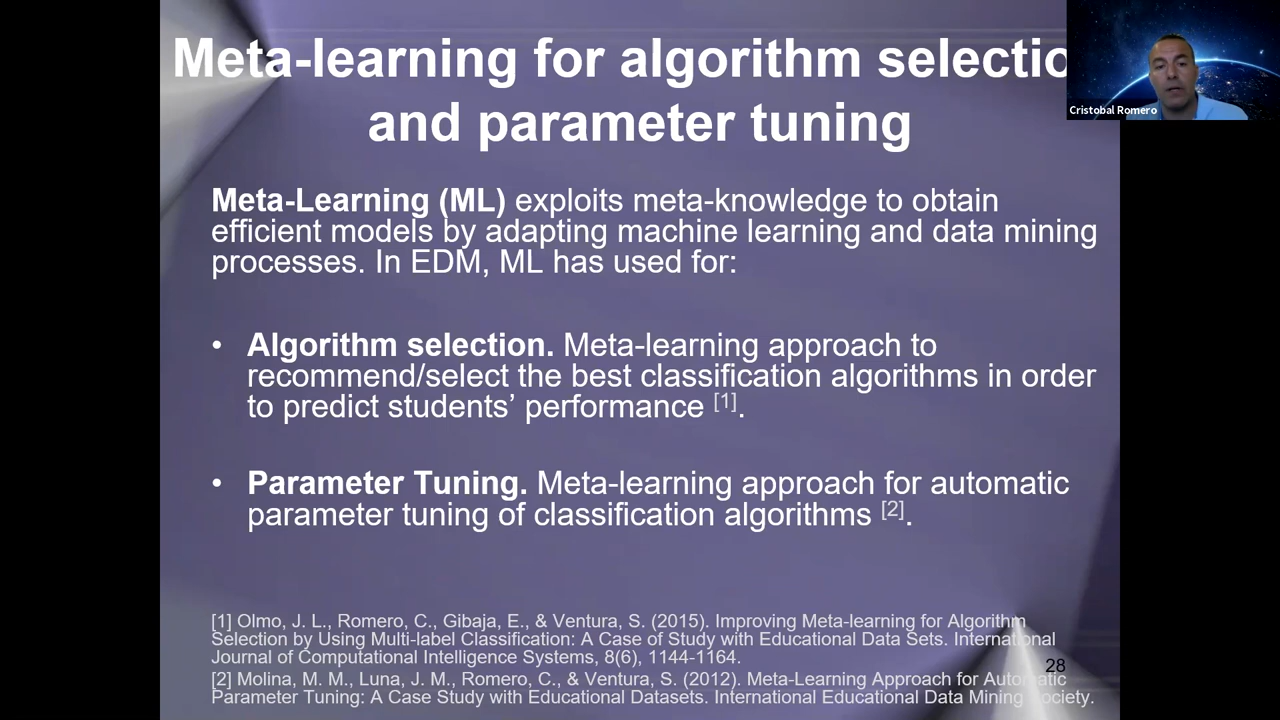 Meta-learning for algorithm selectio
and parameter tuning
Cristobal Romero
Meta-Learning (ML) exploits meta-knowledge to obtain
efficient models by adapting machine learning and data mining
processes. In EDM, ML has used for:
• Algorithm selection. Meta-learning approach to
recommend/select the best classification algorithms in order
to predict students’ performance [1].
• Parameter Tuning. Meta-learning approach for automatic
parameter tuning of classification algorithms [2].
[1] Olmo, J. L., Romero, C., Gibaja, E., & Ventura, S. (2015). Improving Meta-learning for Algorithm
Selection by Using Multi-label Classification: A Case of Study with Educational Data Sets. International
Journal of Computational Intelligence Systems, 8(6), 1144-1164.
28
[2] Molina, M. M., Luna, J. M., Romero, C., & Ventura, S. (2012). Meta-Learning Approach for Automatic
Parameter Tuning: A Case Study with Educational Datasets. International Educational Data Mining Society.